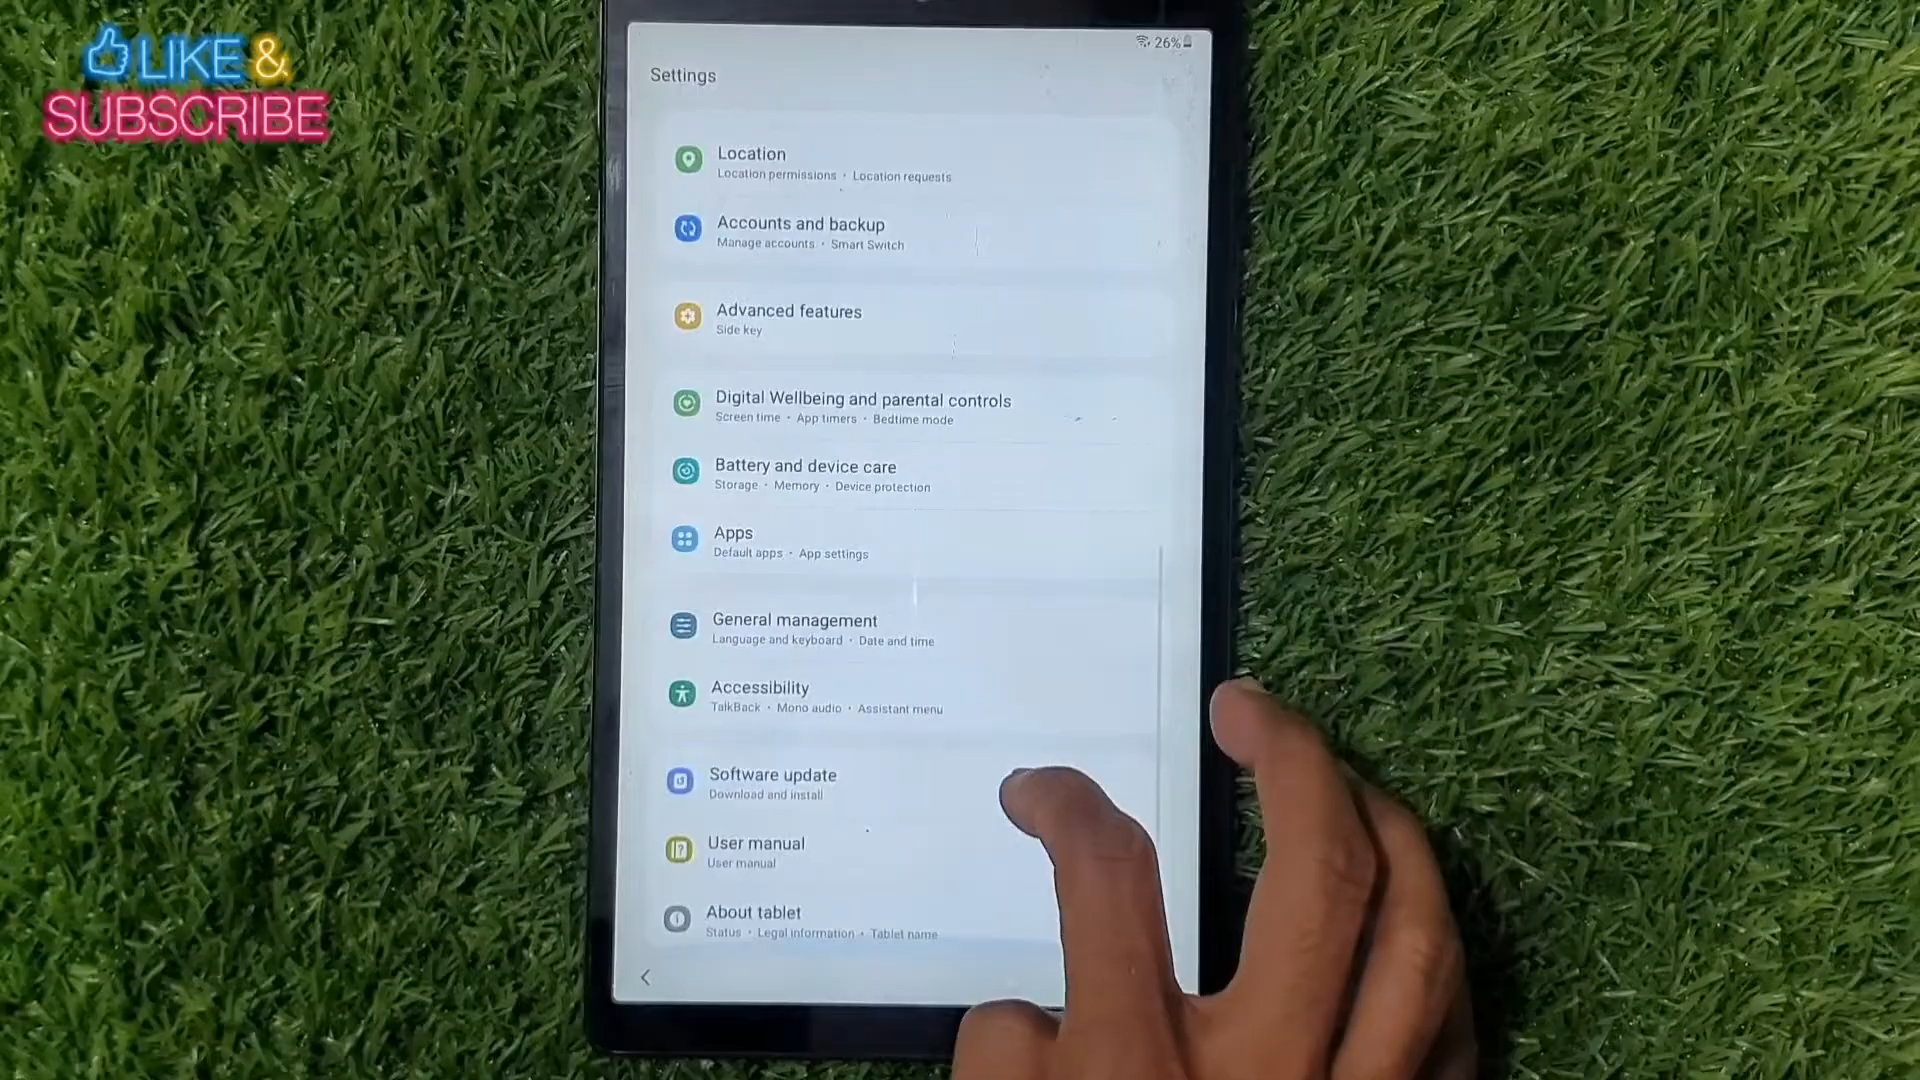 LIKE &
SUBSCRIBE
26%
Settings
Location
Location permissions • Location requests
Accounts and backup
Manage accounts • Smart Switch
Advanced features
Side key
Digital Wellbeing and parental controls
Screen time • App timers • Bedtime mode
Battery and device care
Storage • Memory • Device protection
Apps
Default apps • App settings
General management
Language and keyboard • Date and time
Accessibility
TalkBack • Mono audio • Assistant menu
Software update
Download and install
User manual
User manual
About tablet
Status • Legal information • Tablet name